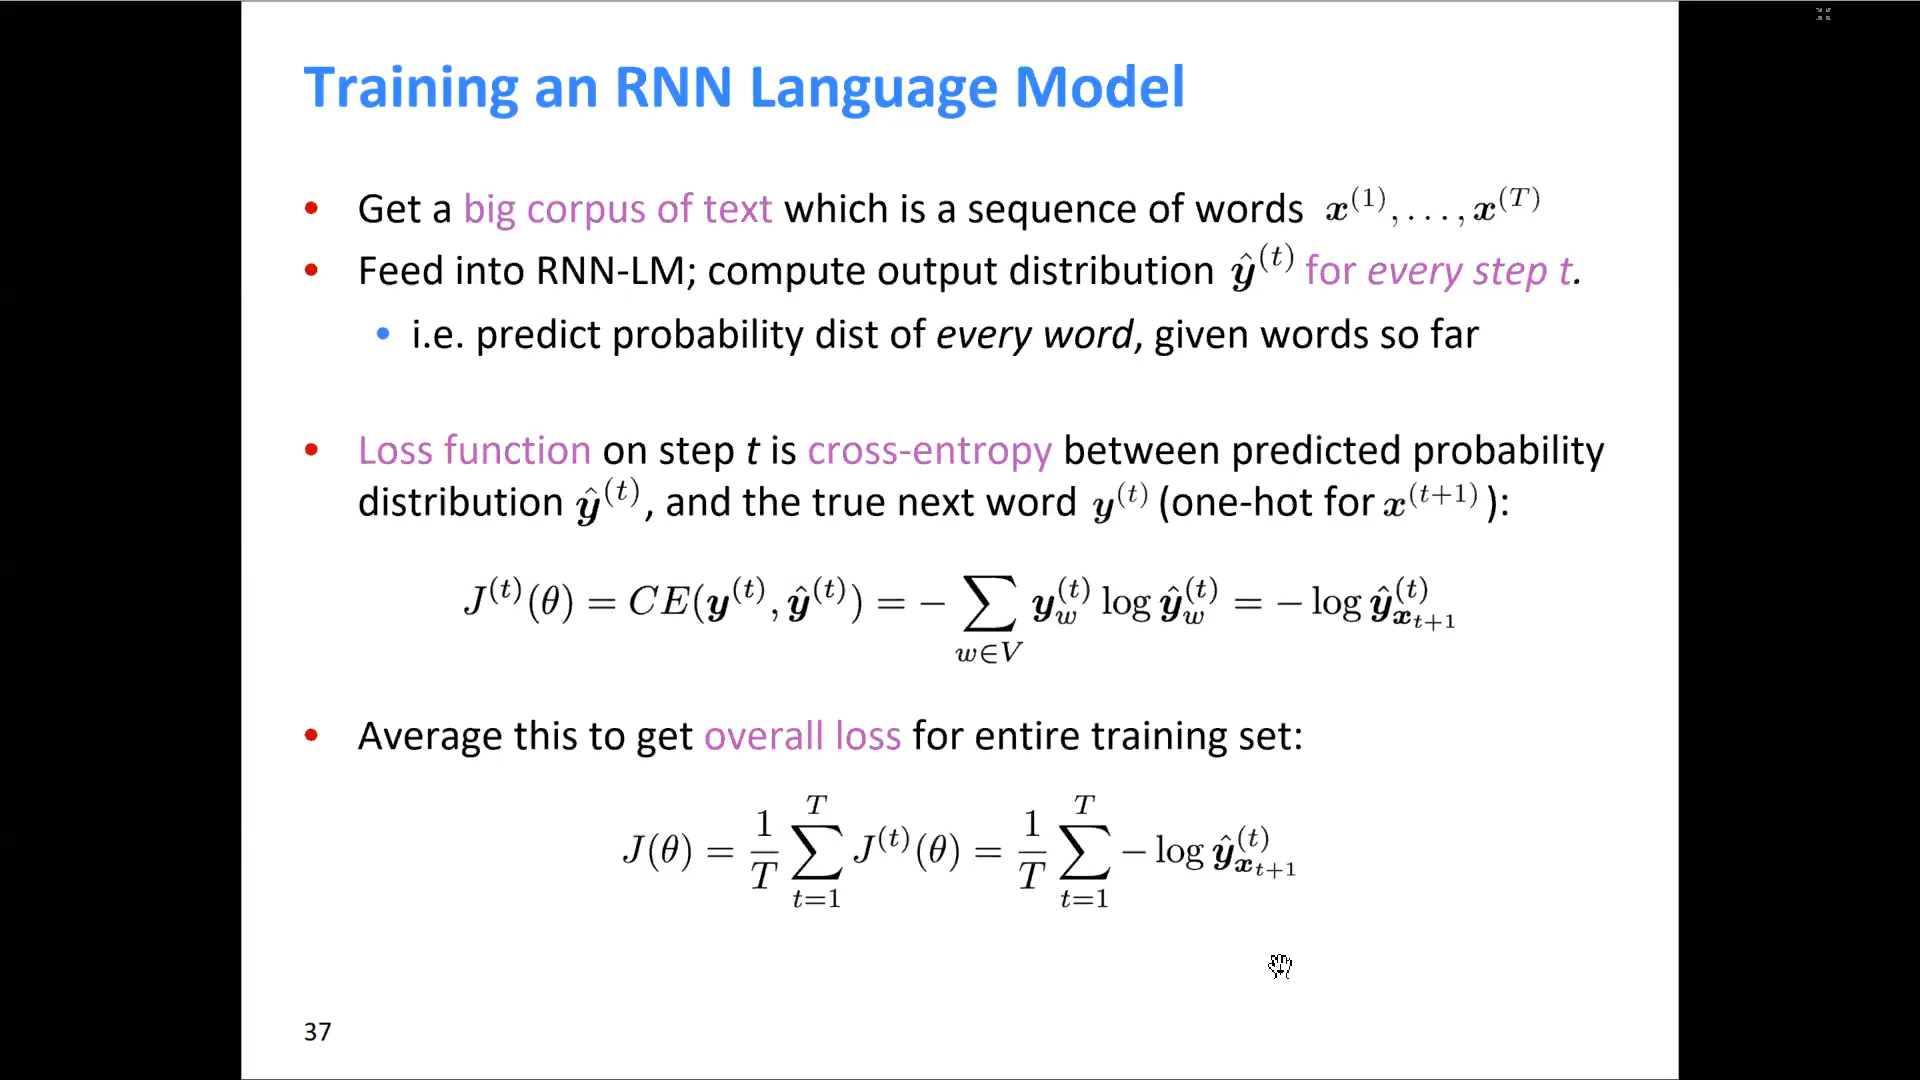 Training an RNN Language Model
• Get a big corpus of text which is a sequence of words x^(1), . . . , x^(T)
• Feed into RNN-LM; compute output distribution ŷ^(t) for every step t.
• i.e. predict probability dist of every word, given words so far
• Loss function on step t is cross-entropy between predicted probability
distribution ŷ^(t), and the true next word y^(t) (one-hot for x^(t+1)):
J^(t)(θ) = CE(y^(t), ŷ^(t)) = − ∑_{w∈V} y_w^(t) log ŷ_w^(t) = − log ŷ_{x_{t+1}}^(t)
• Average this to get overall loss for entire training set:
J(θ) = 1/T ∑_{t=1}^{T} J^(t)(θ) = 1/T ∑_{t=1}^{T} − log ŷ_{x_{t+1}}^(t)
37